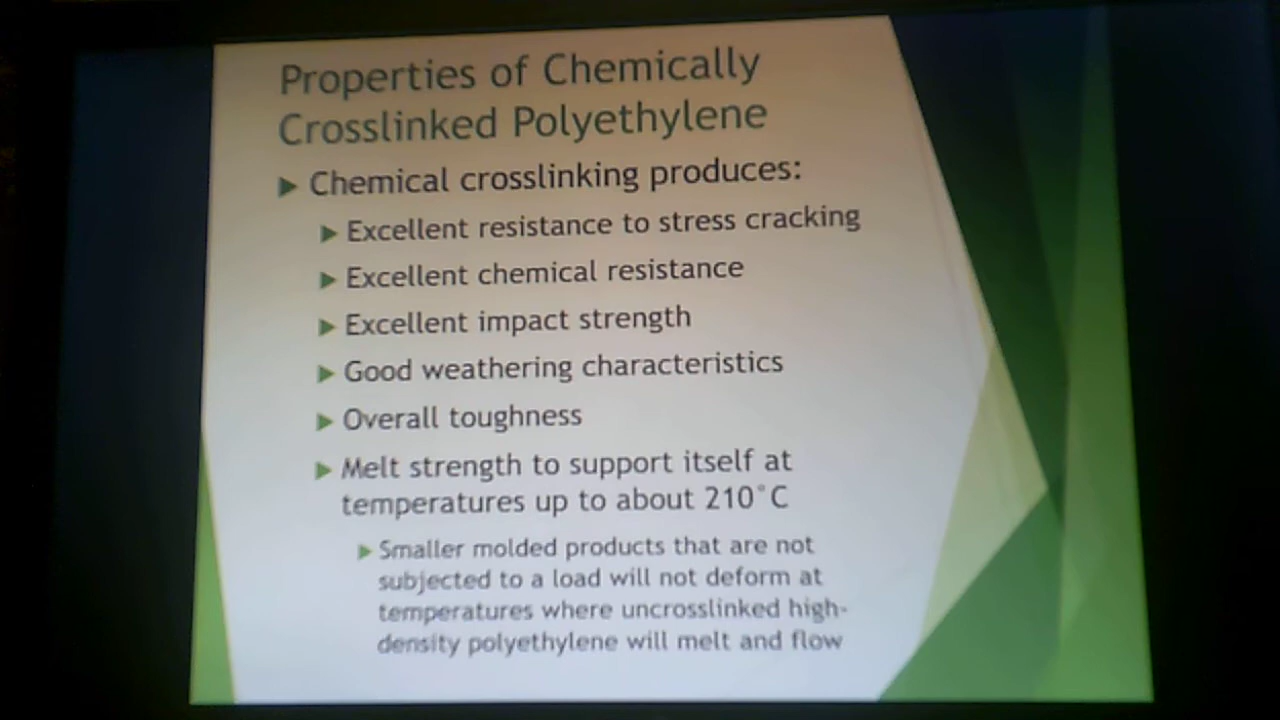 Properties of Chemically
Crosslinked Polyethylene
Chemical crosslinking produces:
Excellent resistance to stress cracking
Excellent chemical resistance
Excellent impact strength
Good weathering characteristics
Overall toughness
Melt strength to support itself at
temperatures up to about 210˚C
Smaller molded products that are not
subjected to a load will not deform at
temperatures where uncrosslinked high-
density polyethylene will melt and flow